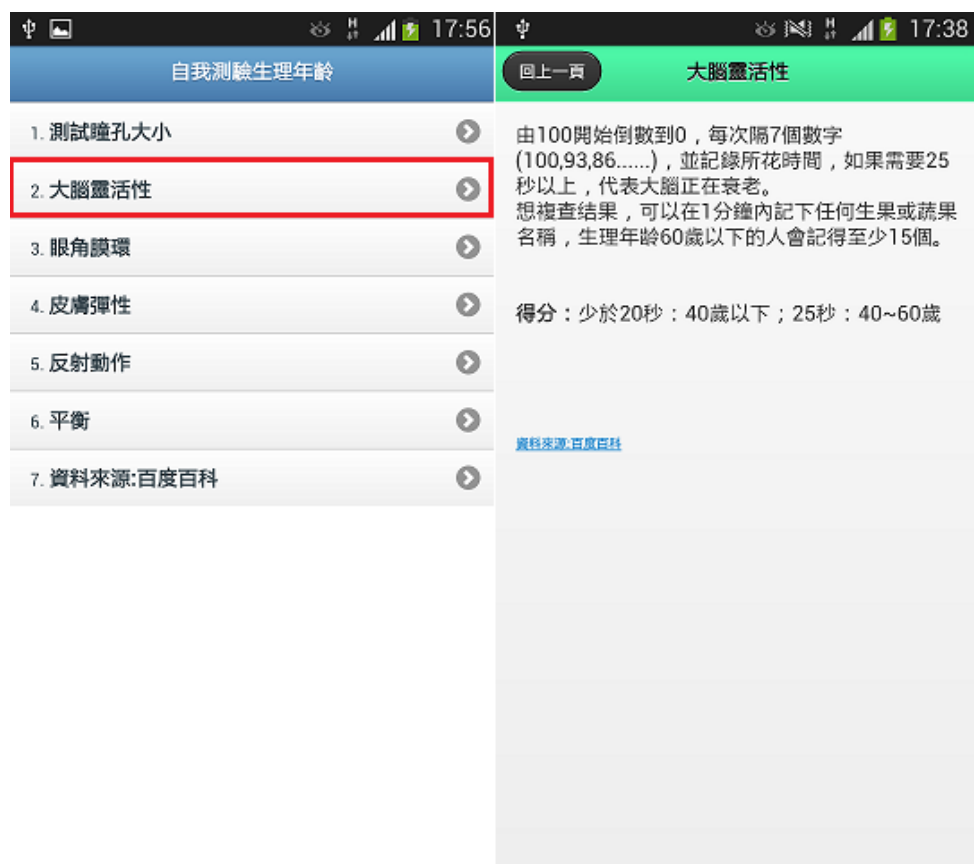 17:56
自我測驗生理年齡
1. 測試瞳孔大小
2. 大腦靈活性
3. 眼角膜環
4. 皮膚彈性
5. 反射動作
6. 平衡
7. 資料來源:百度百科
17:38
回上一頁
大腦靈活性
由100開始倒數到0，每次隔7個數字
(100,93,86......)，並記錄所花時間，如果需要25
秒以上，代表大腦正在衰老。
想複查结果，可以在1分鐘內記下任何生果或蔬果
名稱，生理年龄60歲以下的人會記得至少15個。
得分：少於20秒：40歲以下；25秒：40~60歲
資料來源:百度百科